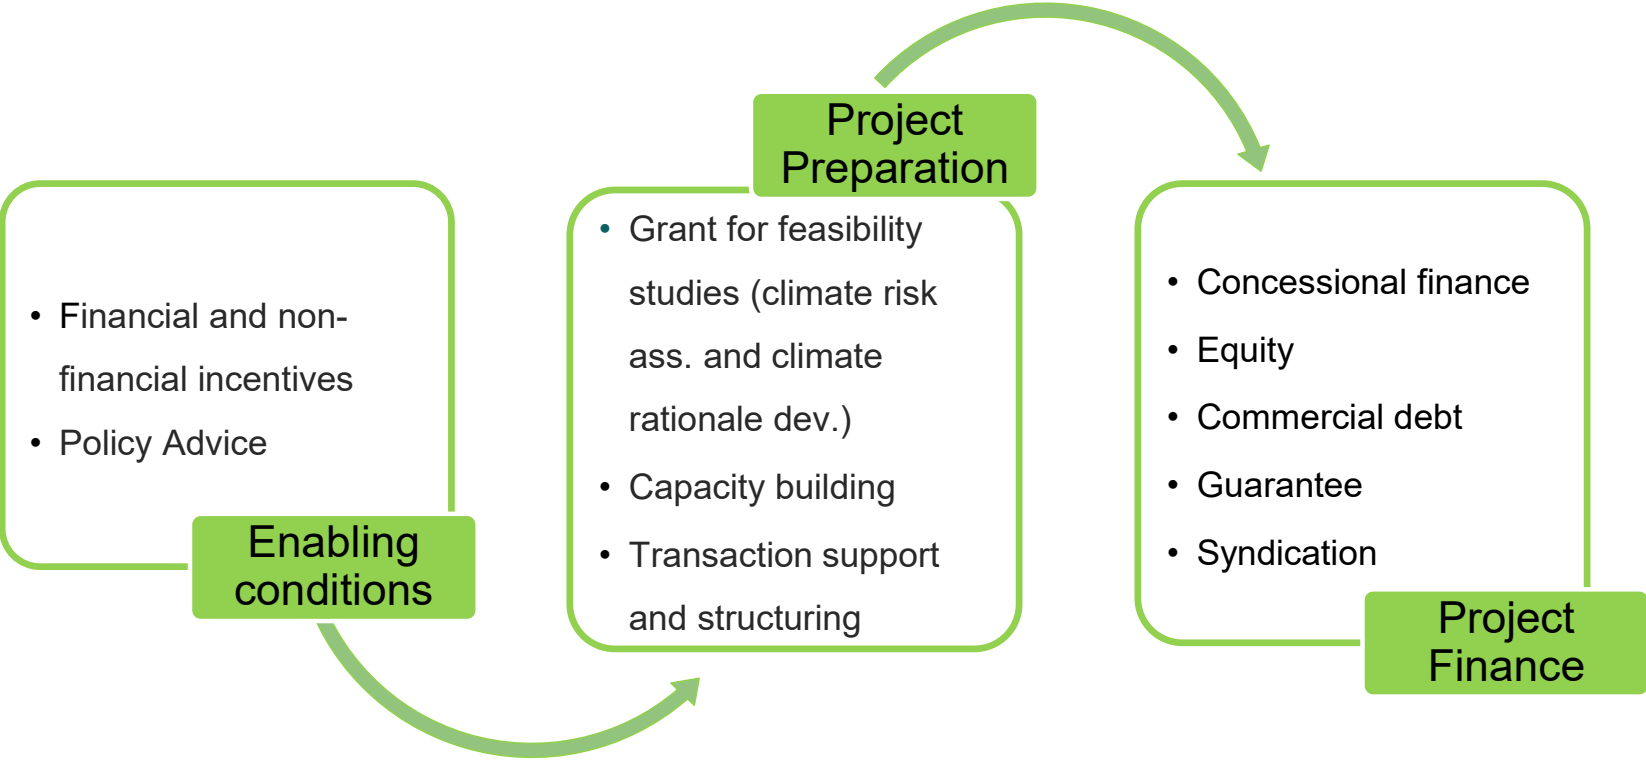 • Financial and non-
financial incentives
• Policy Advice
Enabling
conditions
Project
Preparation
• Grant for feasibility
studies (climate risk
ass. and climate
rationale dev.)
• Capacity building
• Transaction support
and structuring
• Concessional finance
• Equity
• Commercial debt
• Guarantee
• Syndication
Project
Finance